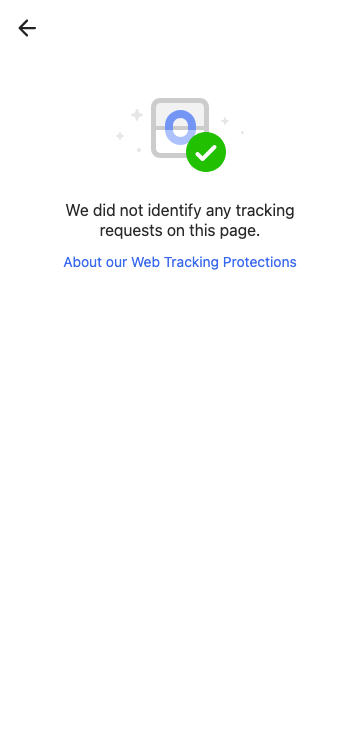 We did not identify any tracking
requests on this page.
About our Web Tracking Protections